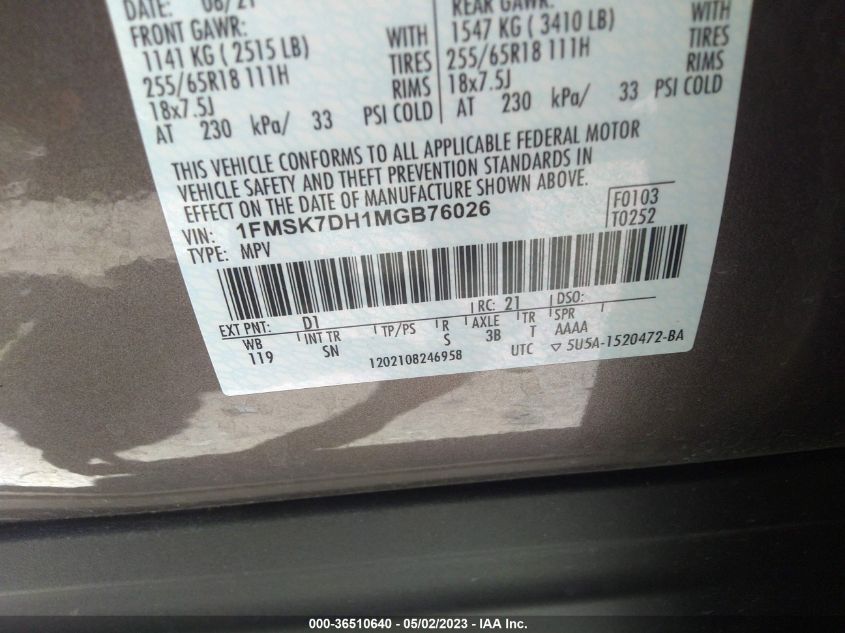 DATE: 08/21
FRONT GAWR:
1141 KG ( 2515 LB) WITH
255/65R18 111H TIRES
18x7.5J RIMS
AT 230 kPa/ 33 PSI COLD
REAR GAWR:
1547 KG ( 3410 LB) WITH
255/65R18 111H TIRES
18x7.5J RIMS
AT 230 kPa/ 33 PSI COLD
THIS VEHICLE CONFORMS TO ALL APPLICABLE FEDERAL MOTOR
VEHICLE SAFETY AND THEFT PREVENTION STANDARDS IN
EFFECT ON THE DATE OF MANUFACTURE SHOWN ABOVE.
VIN: 1FMSK7DH1MGB76026
TYPE: MPV
F0103
T0252
EXT PNT: D1 RC: 21 DSO:
WB INT TR TP/PS R AXLE TR SPR
119 SN S 3B T AAAA
1202108246958 UTC ▽ 5U5A-1520472-BA
000-36510640 - 05/02/2023 - IAA Inc.